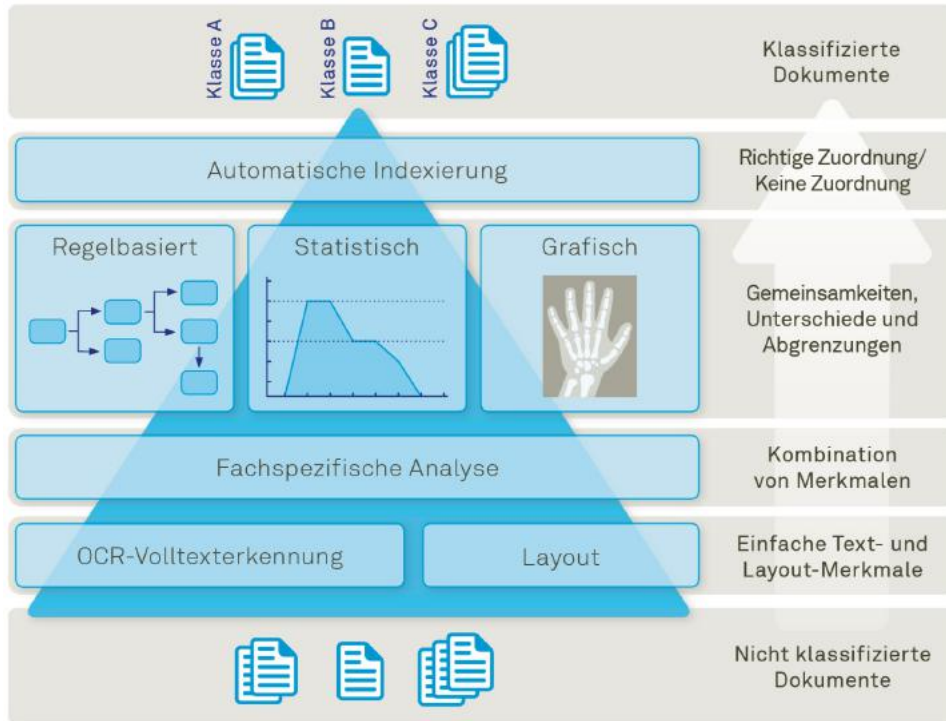 Klasse A
Klasse B
Klasse C
Klassifizierte
Dokumente
Automatische Indexierung
Richtige Zuordnung/
Keine Zuordnung
Regelbasiert
Statistisch
Grafisch
Gemeinsamkeiten,
Unterschiede und
Abgrenzungen
Fachspezifische Analyse
Kombination
von Merkmalen
OCR-Volltexterkennung
Layout
Einfache Text- und
Layout-Merkmale
Nicht klassifizierte
Dokumente